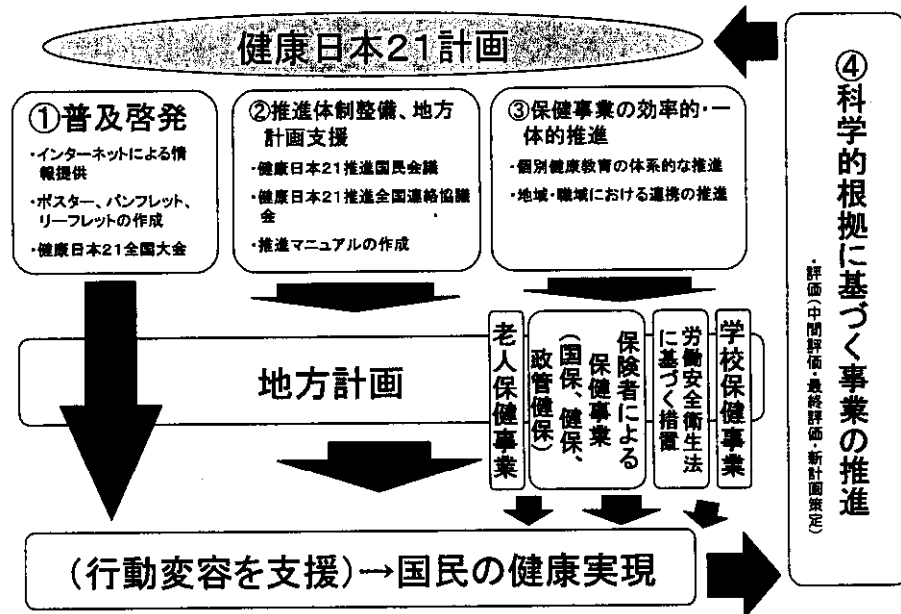 健康日本21計画
①普及啓発
・インターネットによる情
報提供
・ポスター、パンフレット、
リーフレットの作成
・健康日本21全国大会
②推進体制整備、地方
計画支援
・健康日本21推進国民会議
・健康日本21推進全国連絡協議
会
・推進マニュアルの作成
③保健事業の効率的・一
体的推進
・個別健康教育の体系的な推進
・地域・職域における連携の推進
地方計画
老人保健事業
保険者による
保健事業
(国保、健保、
政管健保)
労働安全衛生法
に基づく措置
学校保健事業
(行動変容を支援)→国民の健康実現
④科学的根拠に基づく事業の推進
・評価(中間評価・最終評価・新計画策定)